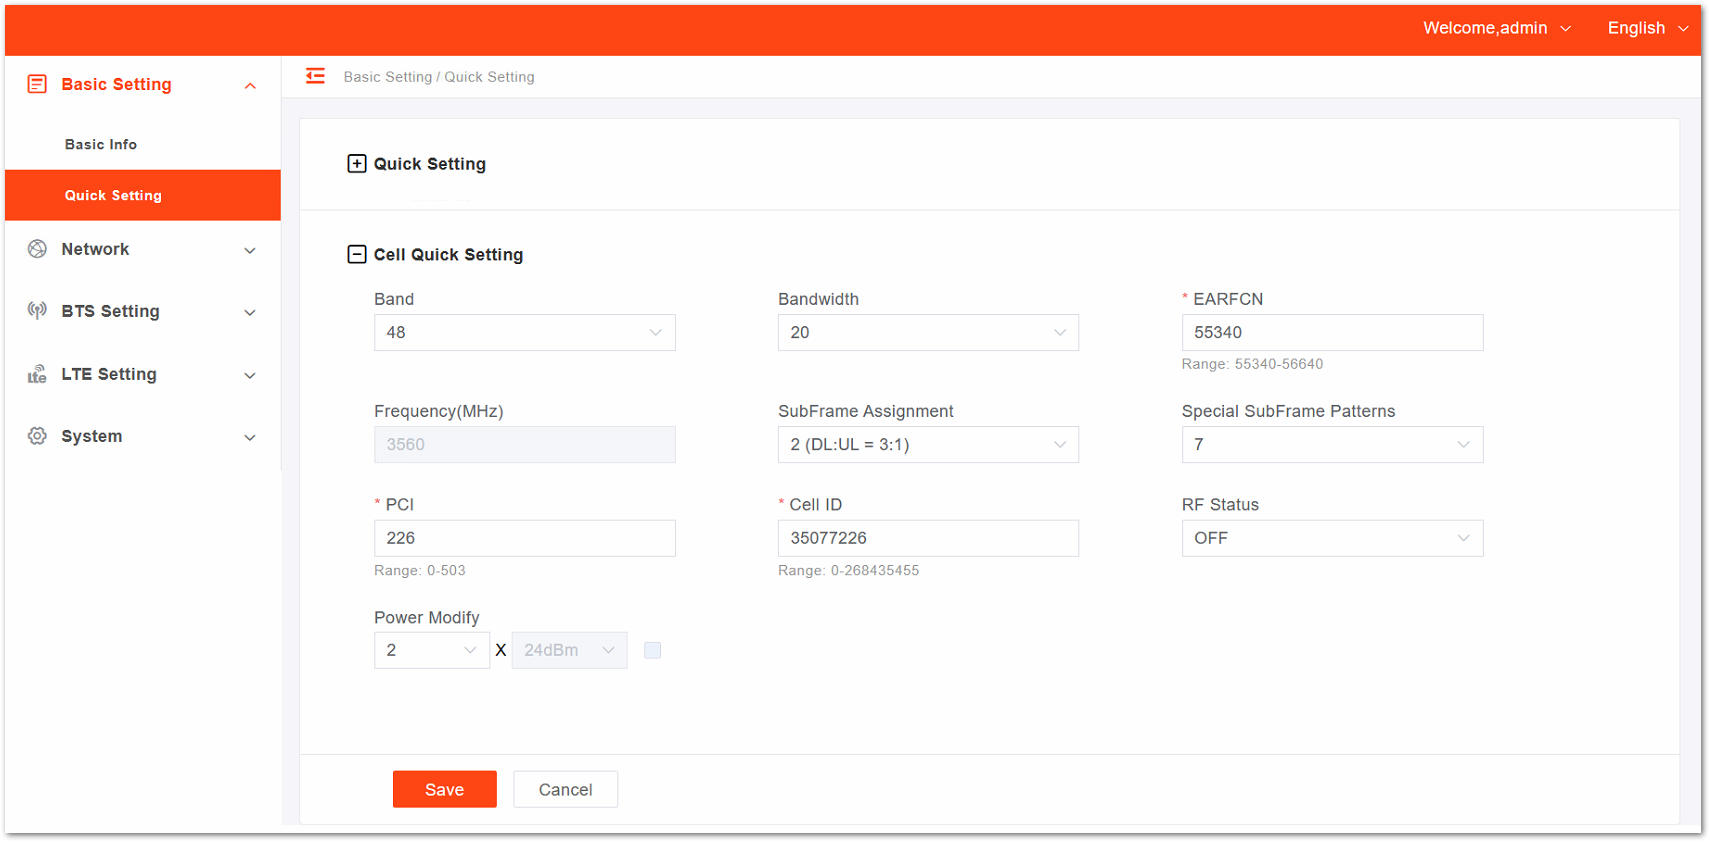 Welcome,admin
English
Basic Setting
Basic Info
Quick Setting
Network
BTS Setting
LTE Setting
System
Basic Setting / Quick Setting
Quick Setting
Cell Quick Setting
Band
48
Bandwidth
20
* EARFCN
55340
Range: 55340-56640
Frequency(MHz)
3560
SubFrame Assignment
2 (DL:UL = 3:1)
Special SubFrame Patterns
7
* PCI
226
Range: 0-503
* Cell ID
35077226
Range: 0-268435455
RF Status
OFF
Power Modify
2 X 24dBm
Save
Cancel